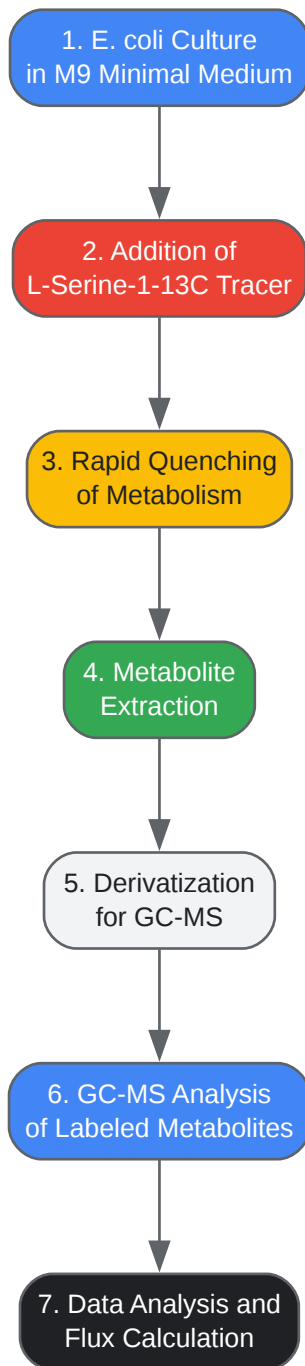 1. E. coli Culture
in M9 Minimal Medium
2. Addition of
L-Serine-1-13C Tracer
3. Rapid Quenching
of Metabolism
4. Metabolite
Extraction
5. Derivatization
for GC-MS
6. GC-MS Analysis
of Labeled Metabolites
7. Data Analysis and
Flux Calculation